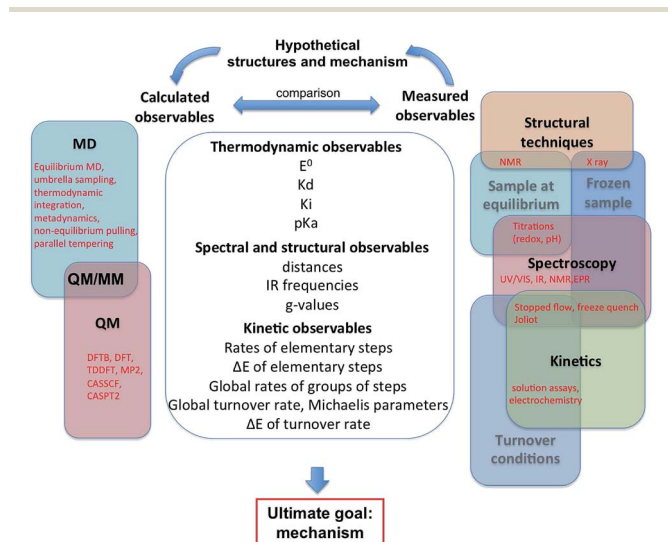 Hypothetical
structures and mechanism
Calculated
observables
comparison
Measured
observables
MD
Equilibrium MD,
umbrella sampling,
thermodynamic
integration,
metadynamics,
non-equilibrium pulling,
parallel tempering
QM/MM
QM
DFTB, DFT,
TDDFT, MP2,
CASSCF,
CASPT2
Thermodynamic observables
E⁰
Kd
Ki
pKa
Spectral and structural observables
distances
IR frequencies
g-values
Kinetic observables
Rates of elementary steps
ΔE of elementary steps
Global rates of groups of steps
Global turnover rate, Michaelis parameters
ΔE of turnover rate
Structural
techniques
NMR
X ray
Sample at
equilibrium
Frozen
sample
Titrations
(redox, pH)
Spectroscopy
UV/VIS, IR, NMR,EPR
Stopped flow, freeze quench
Joliot
Kinetics
solution assays,
electrochemistry
Turnover
conditions
Ultimate goal:
mechanism